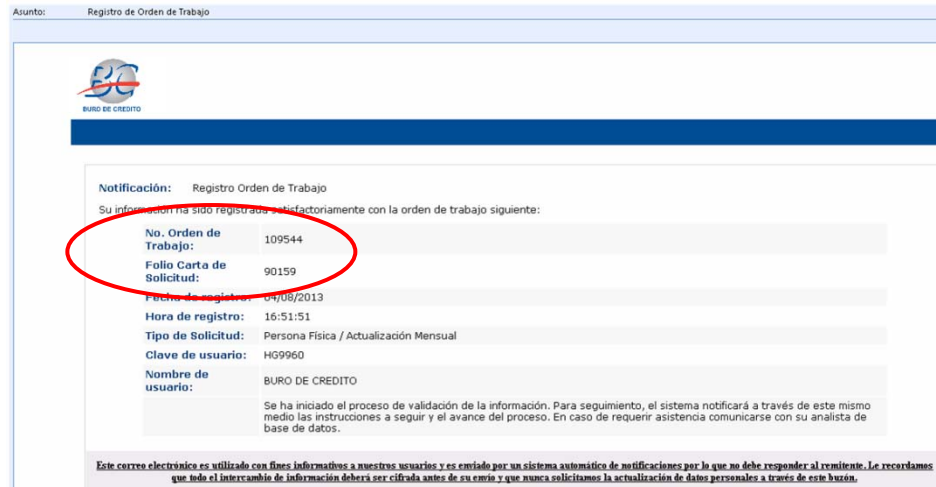 Asunto: Registro de Orden de Trabajo
BC
BURO DE CREDITO
Notificación: Registro Orden de Trabajo
Su información ha sido registrada satisfactoriamente con la orden de trabajo siguiente:
No. Orden de
Trabajo: 109544
Folio Carta de
Solicitud: 90159
Fecha de registro: 04/08/2013
Hora de registro: 16:51:51
Tipo de Solicitud: Persona Física / Actualización Mensual
Clave de usuario: HG9960
Nombre de
usuario: BURO DE CREDITO
Se ha iniciado el proceso de validación de la información. Para seguimiento, el sistema notificará a través de este mismo
medio las instrucciones a seguir y el avance del proceso. En caso de requerir asistencia comunicarse con su analista de
base de datos.
Este correo electrónico es utilizado con fines informativos a nuestros usuarios y es enviado por un sistema automático de notificaciones por lo que no debe responder al remitente. Le recordamos
que todo el intercambio de información deberá ser cifrada antes de su envío y que nunca solicitamos la actualización de datos personales a través de este buzón.